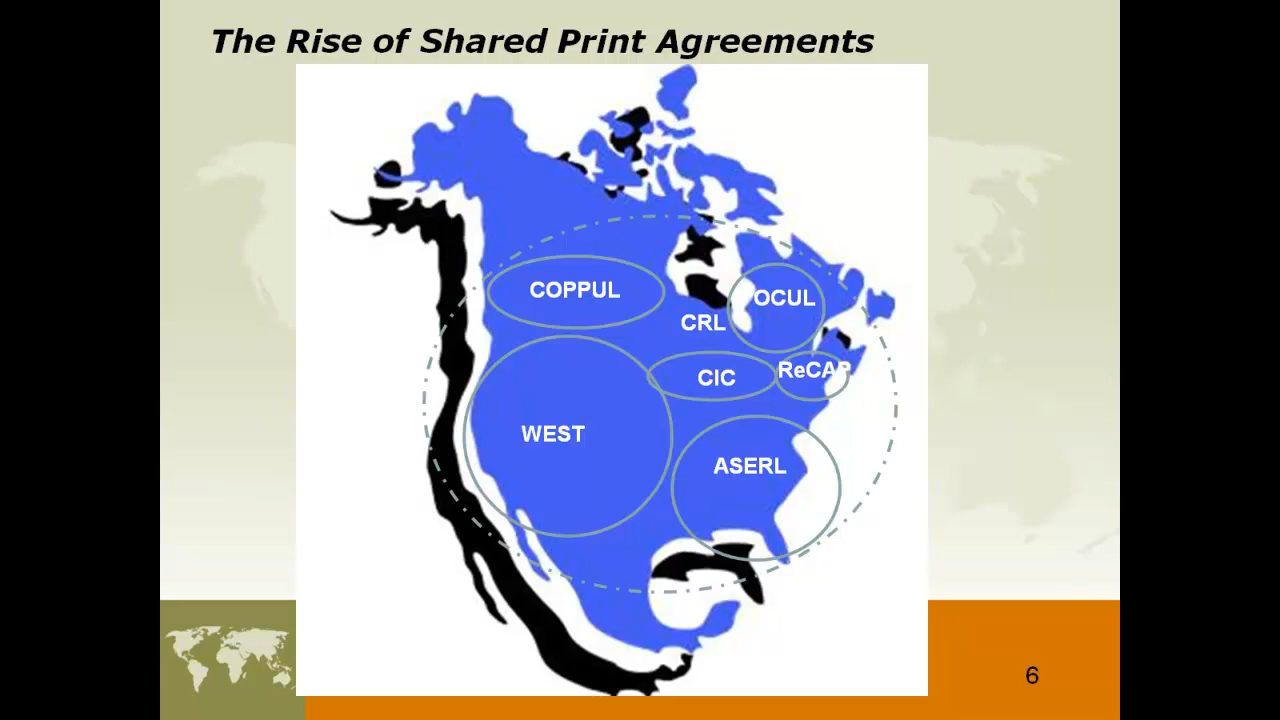 The Rise of Shared Print Agreements
COPPUL
OCUL
CRL
CIC
ReCAP
WEST
ASERL
6